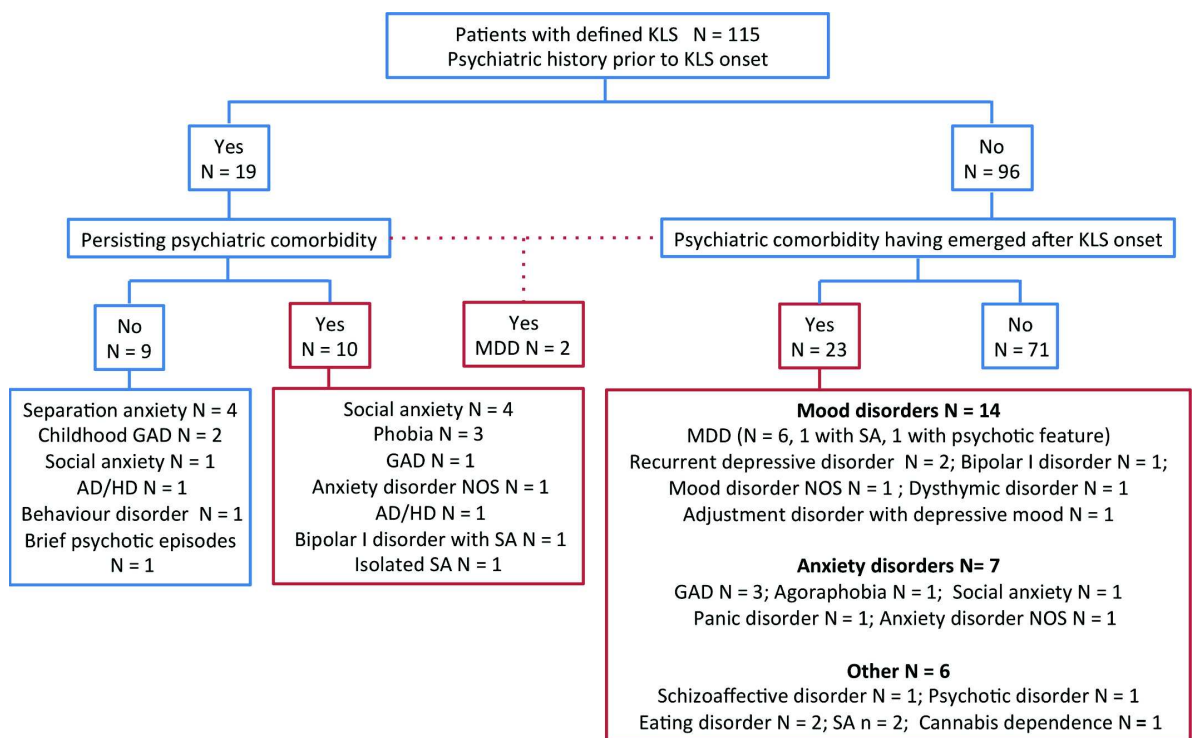 Patients with defined KLS N = 115
Psychiatric history prior to KLS onset
Yes
N = 19
No
N = 96
Persisting psychiatric comorbidity
Psychiatric comorbidity having emerged after KLS onset
No
N = 9
Yes
N = 10
Yes
MDD N = 2
Yes
N = 23
No
N = 71
Separation anxiety N = 4
Childhood GAD N = 2
Social anxiety N = 1
AD/HD N = 1
Behaviour disorder N = 1
Brief psychotic episodes
N = 1
Social anxiety N = 4
Phobia N = 3
GAD N = 1
Anxiety disorder NOS N = 1
AD/HD N = 1
Bipolar I disorder with SA N = 1
Isolated SA N = 1
Mood disorders N = 14
MDD (N = 6, 1 with SA, 1 with psychotic feature)
Recurrent depressive disorder N = 2; Bipolar I disorder N = 1;
Mood disorder NOS N = 1 ; Dysthymic disorder N = 1
Adjustment disorder with depressive mood N = 1
Anxiety disorders N= 7
GAD N = 3; Agoraphobia N = 1; Social anxiety N = 1
Panic disorder N = 1; Anxiety disorder NOS N = 1
Other N = 6
Schizoaffective disorder N = 1; Psychotic disorder N = 1
Eating disorder N = 2; SA n = 2; Cannabis dependence N = 1